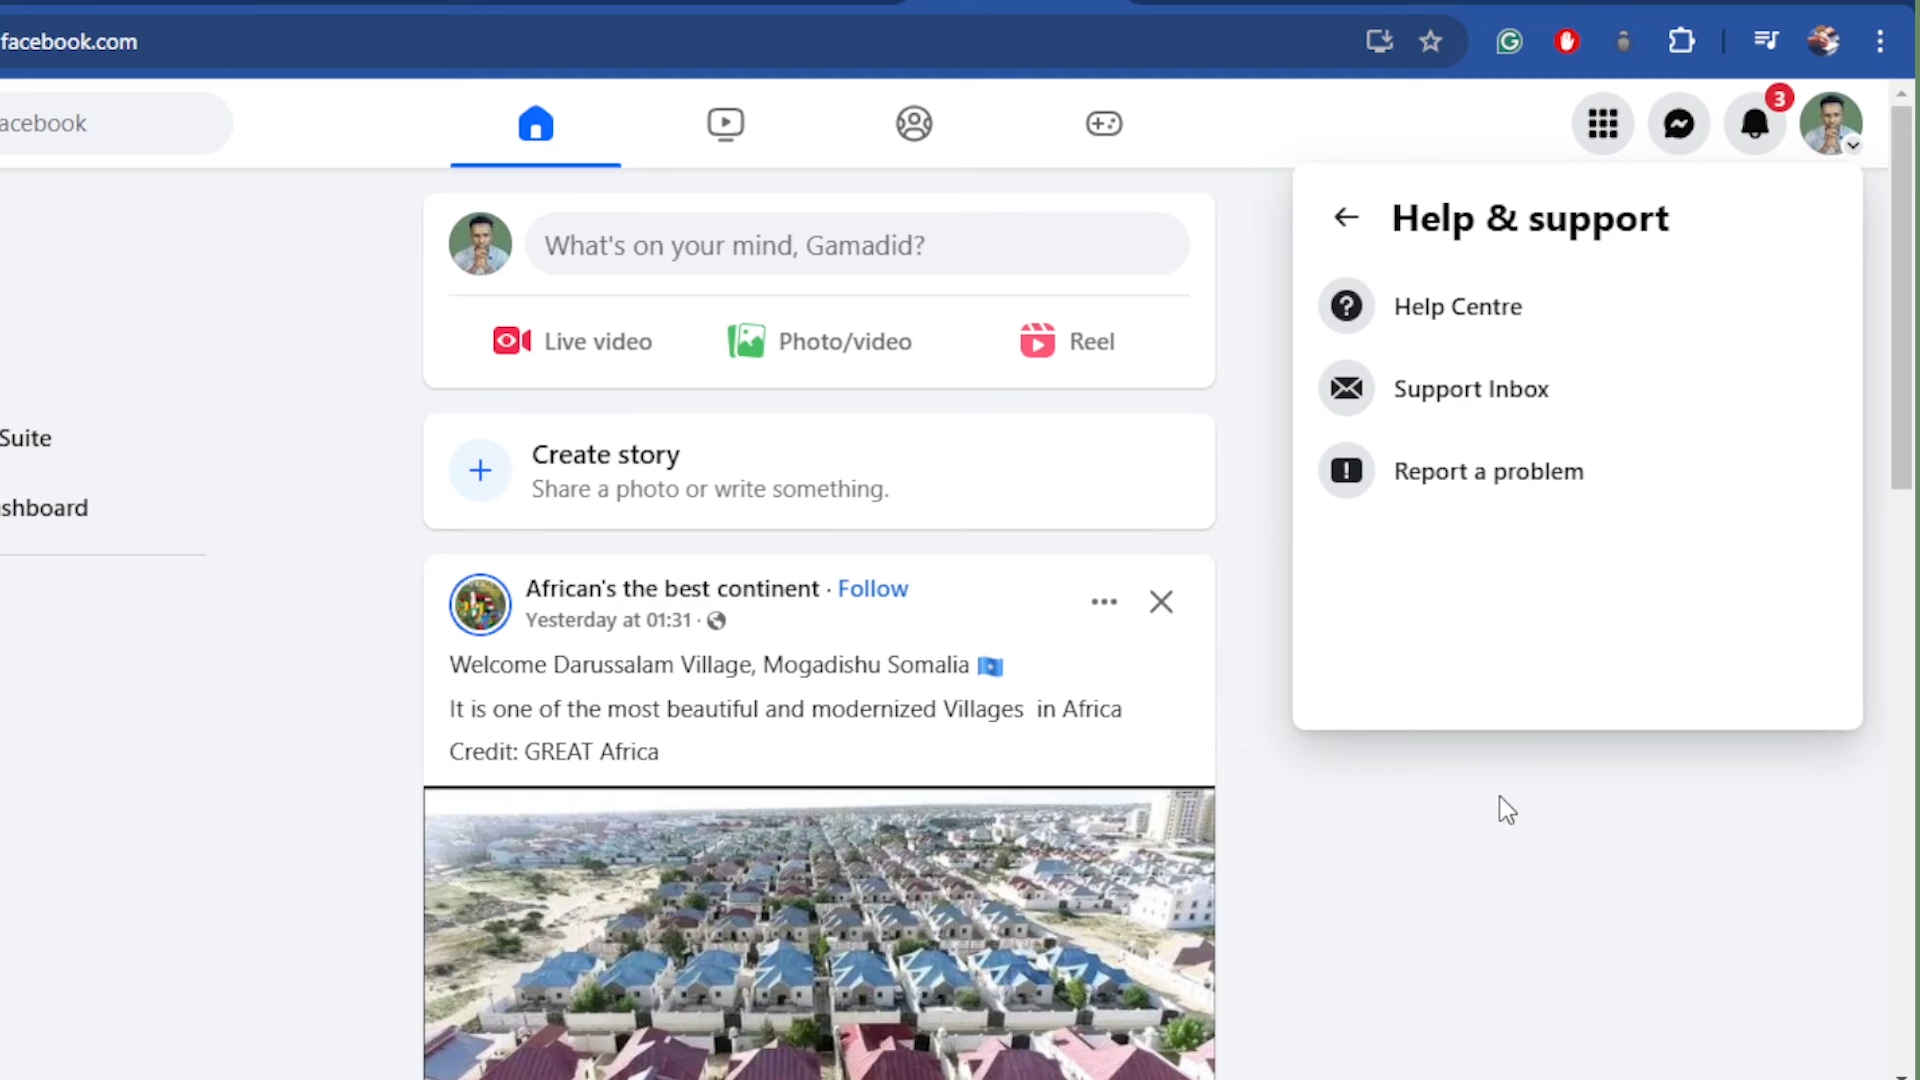 facebook.com
acebook
3
Help & support
What's on your mind, Gamadid?
Help Centre
Live video
Photo/video
Reel
Support Inbox
Suite
Create story
Share a photo or write something.
Report a problem
shboard
African's the best continent · Follow
Yesterday at 01:31 ·
Welcome Darussalam Village, Mogadishu Somalia 🇸🇴
It is one of the most beautiful and modernized Villages in Africa
Credit: GREAT Africa